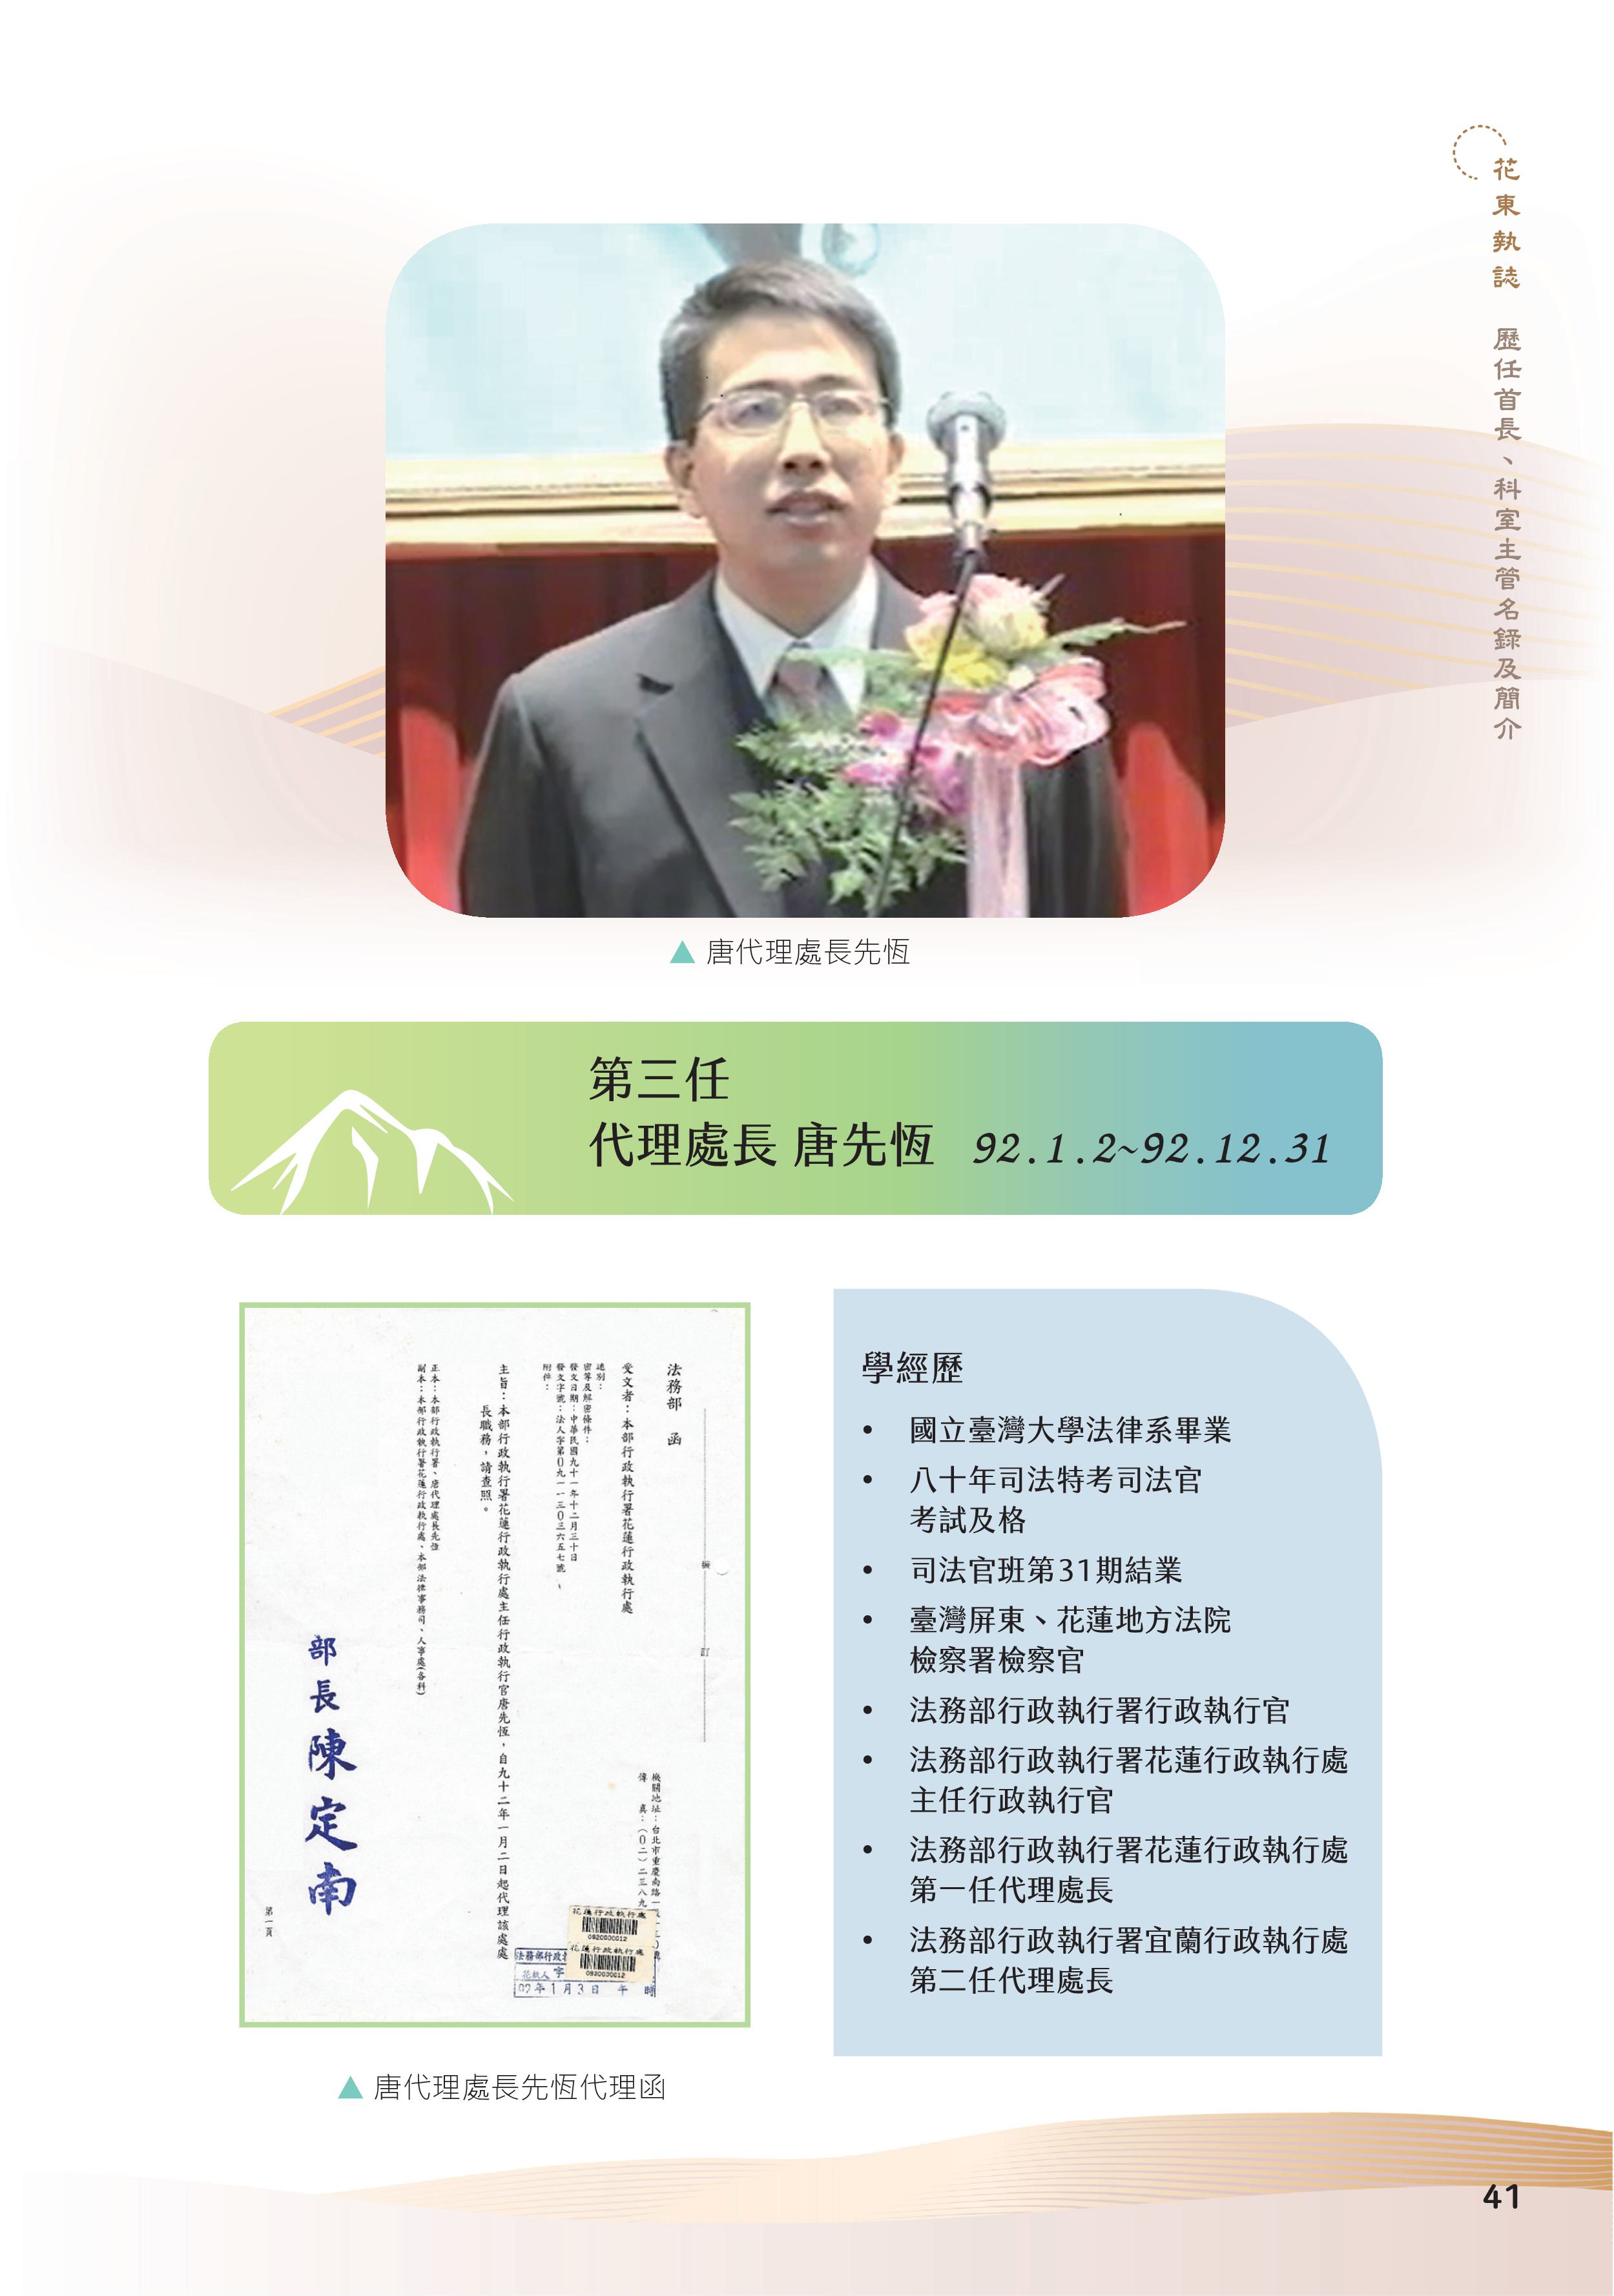 花東執誌 歷任首長、科室主管名錄及簡介
▲ 唐代理處長先恆
第三任
代理處長 唐先恆 92.1.2~92.12.31
法務部 函
機關地址:台北市重慶南路一段一三〇號
傳 真:(〇二)二三八九
受文者:本部行政執行署花蓮行政執行處
速別:
密等及解密條件:
發文日期:中華民國九十一年十二月三十日
發文字號:法人字第〇九一一三〇三六五七號
附件:
主旨:本部行政執行署花蓮行政執行處主任行政執行官唐先恆,自九十二年一月二日起代理該處處
長職務,請查照。
正本:本部行政執行署、唐代理處長先恆
副本:本部行政執行署花蓮行政執行處、本部法律事務司、人事處(各科)
部長陳定南
第一頁
裝
訂
花蓮行政執行處
0920000012
花蓮行政執行處
0920000012
法務部行政
花執人字
92年1月3日 午 時
▲ 唐代理處長先恆代理函
學經歷
• 國立臺灣大學法律系畢業
• 八十年司法特考司法官
考試及格
• 司法官班第31期結業
• 臺灣屏東、花蓮地方法院
檢察署檢察官
• 法務部行政執行署行政執行官
• 法務部行政執行署花蓮行政執行處
主任行政執行官
• 法務部行政執行署花蓮行政執行處
第一任代理處長
• 法務部行政執行署宜蘭行政執行處
第二任代理處長
41